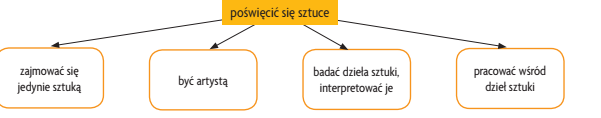 poświęcić się sztuce
zajmować się
jedynie sztuką
być artystą
badać dzieła sztuki,
interpretować je
pracować wśród
dzieł sztuki